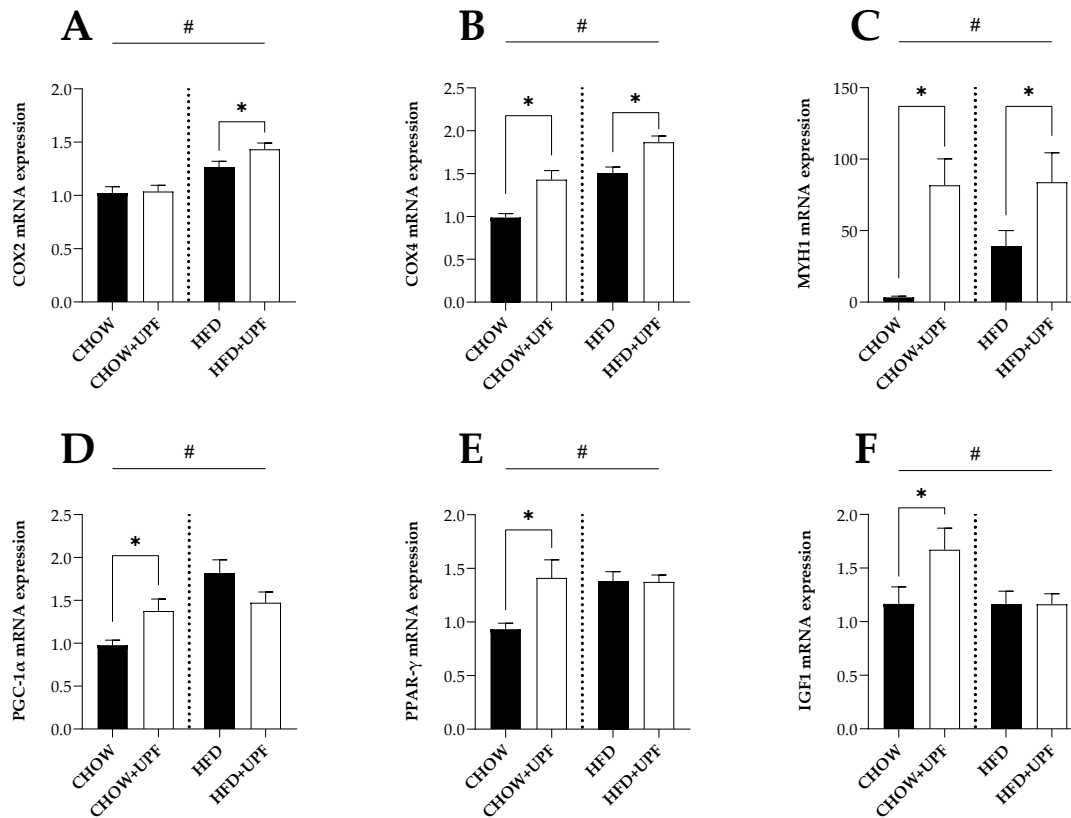 A
#
COX2 mRNA expression
2.0
1.5
1.0
0.5
0.0
*
CHOW
CHOW+UPF
HFD
HFD+UPF
B
#
COX4 mRNA expression
2.5
2.0
1.5
1.0
0.5
0.0
*
*
CHOW
CHOW+UPF
HFD
HFD+UPF
C
#
MYH1 mRNA expression
150
100
50
0
*
*
CHOW
CHOW+UPF
HFD
HFD+UPF
D
#
PGC-1α mRNA expression
2.5
2.0
1.5
1.0
0.5
0.0
*
CHOW
CHOW+UPF
HFD
HFD+UPF
E
#
PPAR-γ mRNA expression
2.0
1.5
1.0
0.5
0.0
*
CHOW
CHOW+UPF
HFD
HFD+UPF
F
#
IGF1 mRNA expression
2.0
1.5
1.0
0.5
0.0
*
CHOW
CHOW+UPF
HFD
HFD+UPF